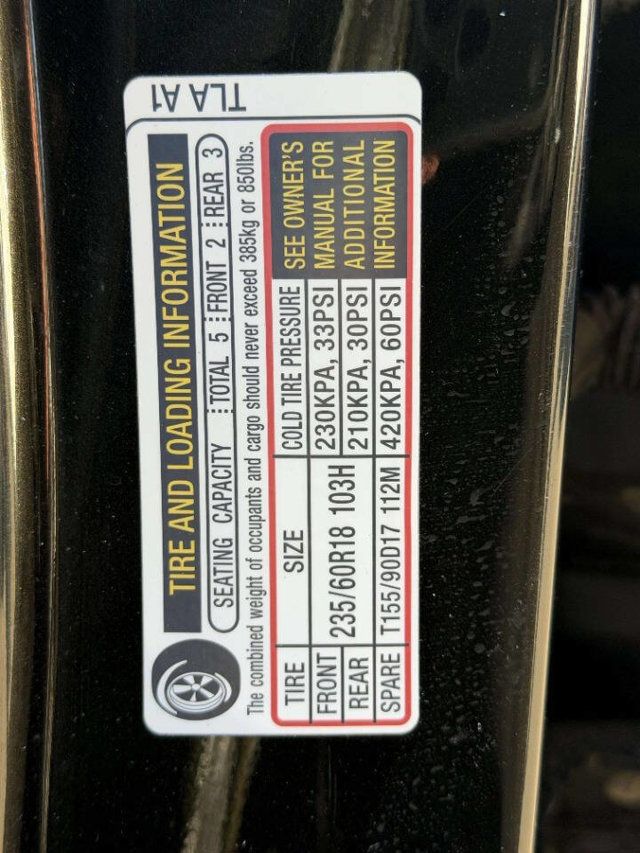 TIRE AND LOADING INFORMATION
SEATING CAPACITY TOTAL 5 FRONT 2 REAR 3
The combined weight of occupants and cargo should never exceed 385kg or 850lbs.
TIRE SIZE COLD TIRE PRESSURE
FRONT 235/60R18 103H 230KPA, 33PSI
REAR 210KPA, 30PSI
SPARE T155/90D17 112M 420KPA, 60PSI
SEE OWNER'S
MANUAL FOR
ADDITIONAL
INFORMATION
TLA A1